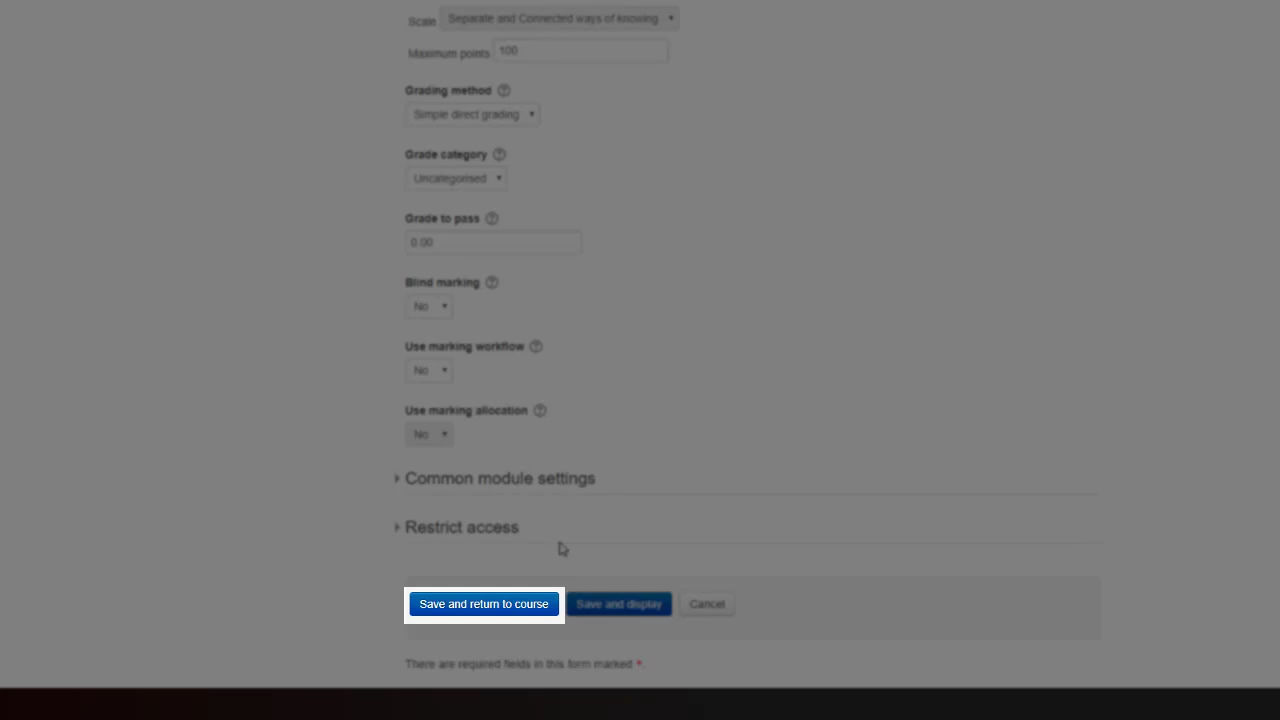 Scale Separate and Connected ways of knowing
Maximum points 100
Grading method
Simple direct grading
Grade category
Uncategorised
Grade to pass
0.00
Blind marking
No
Use marking workflow
No
Use marking allocation
No
Common module settings
Restrict access
Save and return to course Save and display Cancel
There are required fields in this form marked *.